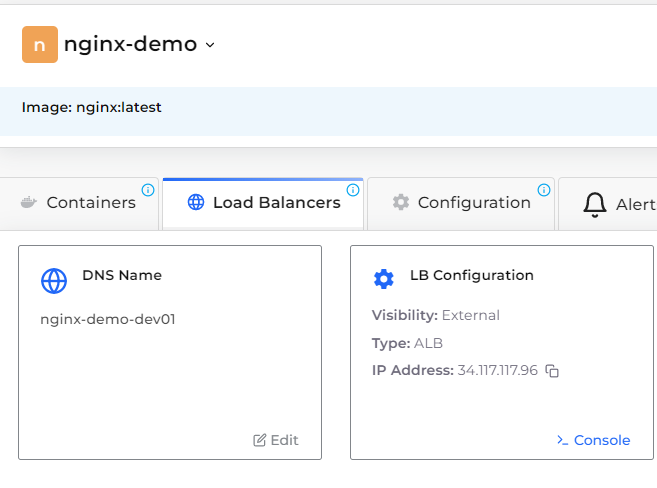 n nginx-demo
Image: nginx:latest
Containers
Load Balancers
Configuration
Alert
DNS Name
nginx-demo-dev01
Edit
LB Configuration
Visibility: External
Type: ALB
IP Address: 34.117.117.96
Console